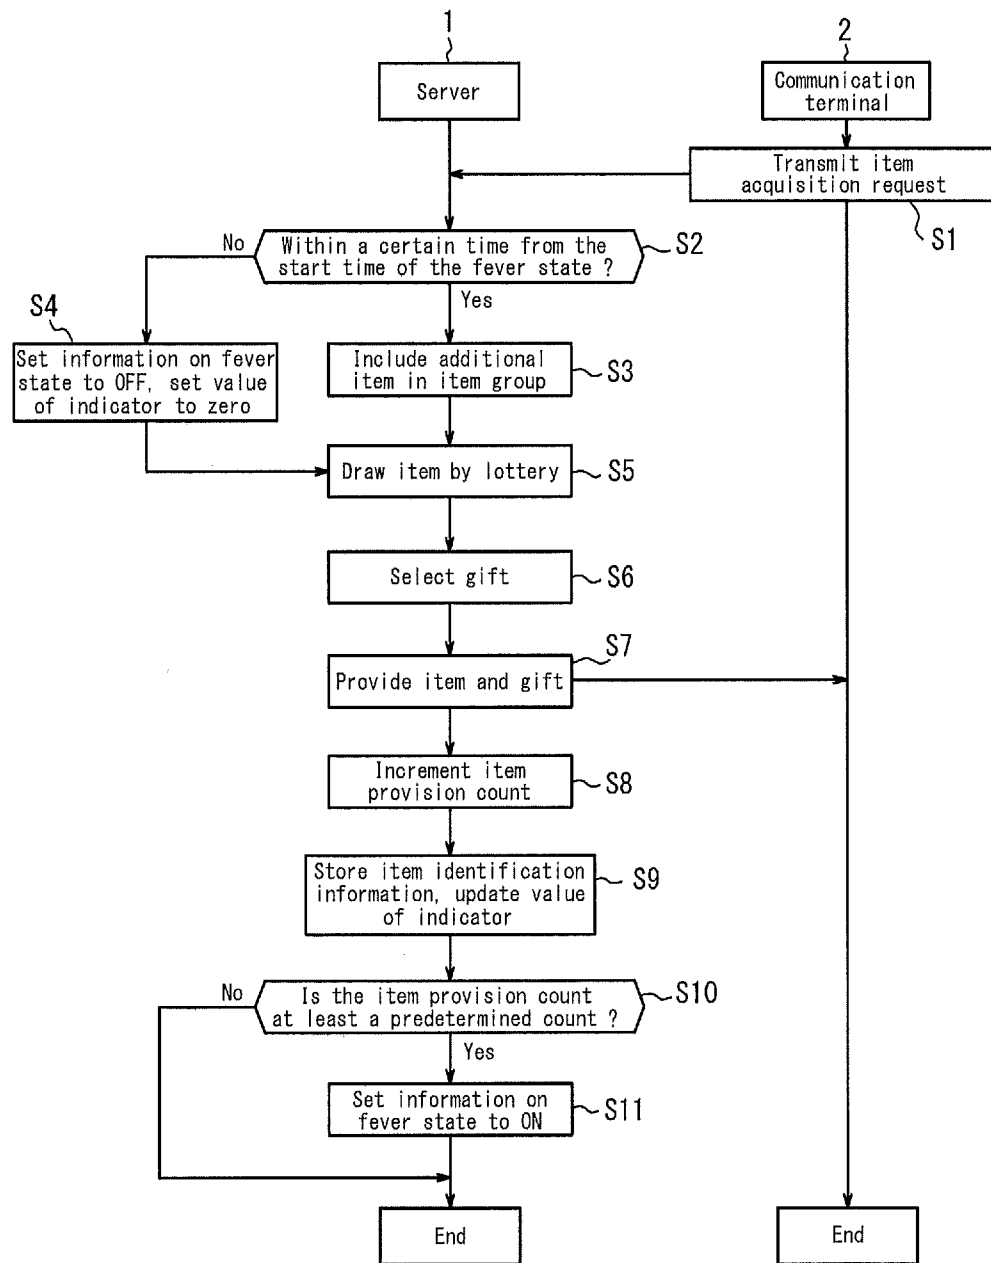 1
2
Server
Communication
terminal
Transmit item
acquisition request
S1
Within a certain time from the
start time of the fever state ?
S2
No
Yes
S4
Set information on fever
state to OFF, set value
of indicator to zero
Include additional
item in item group
S3
Draw item by lottery
S5
Select gift
S6
S7
Provide item and gift
Increment item
provision count
S8
Store item identification
information, update value
of indicator
S9
No
Is the item provision count
at least a predetermined count ?
S10
Yes
Set information on
fever state to ON
S11
End
End